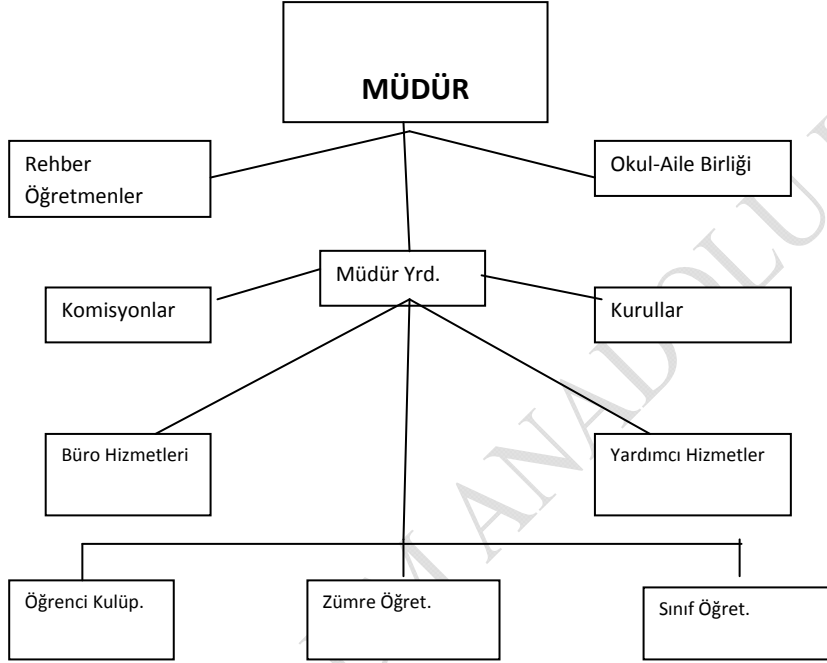 MÜDÜR
Rehber
Öğretmenler
Okul-Aile Birliği
Müdür Yrd.
Komisyonlar
Kurullar
Büro Hizmetleri
Yardımcı Hizmetler
Öğrenci Kulüp.
Zümre Öğret.
Sınıf Öğret.
M ANADOLU